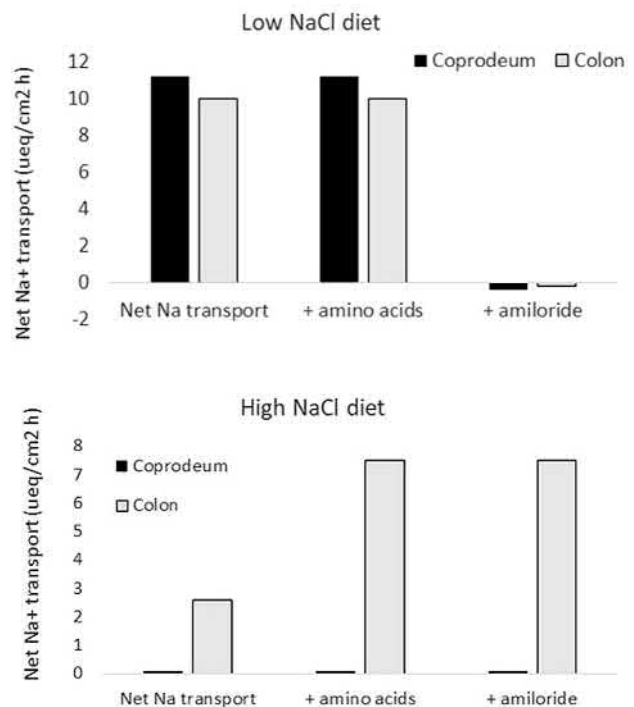 Low NaCl diet
Coprodeum Colon
Net Na+ transport (ueq/cm2 h)
12
10
8
6
4
2
0
-2
Net Na transport + amino acids + amiloride
High NaCl diet
Net Na+ transport (ueq/cm2 h)
8
7
6
5
4
3
2
1
0
Coprodeum
Colon
Net Na transport + amino acids + amiloride